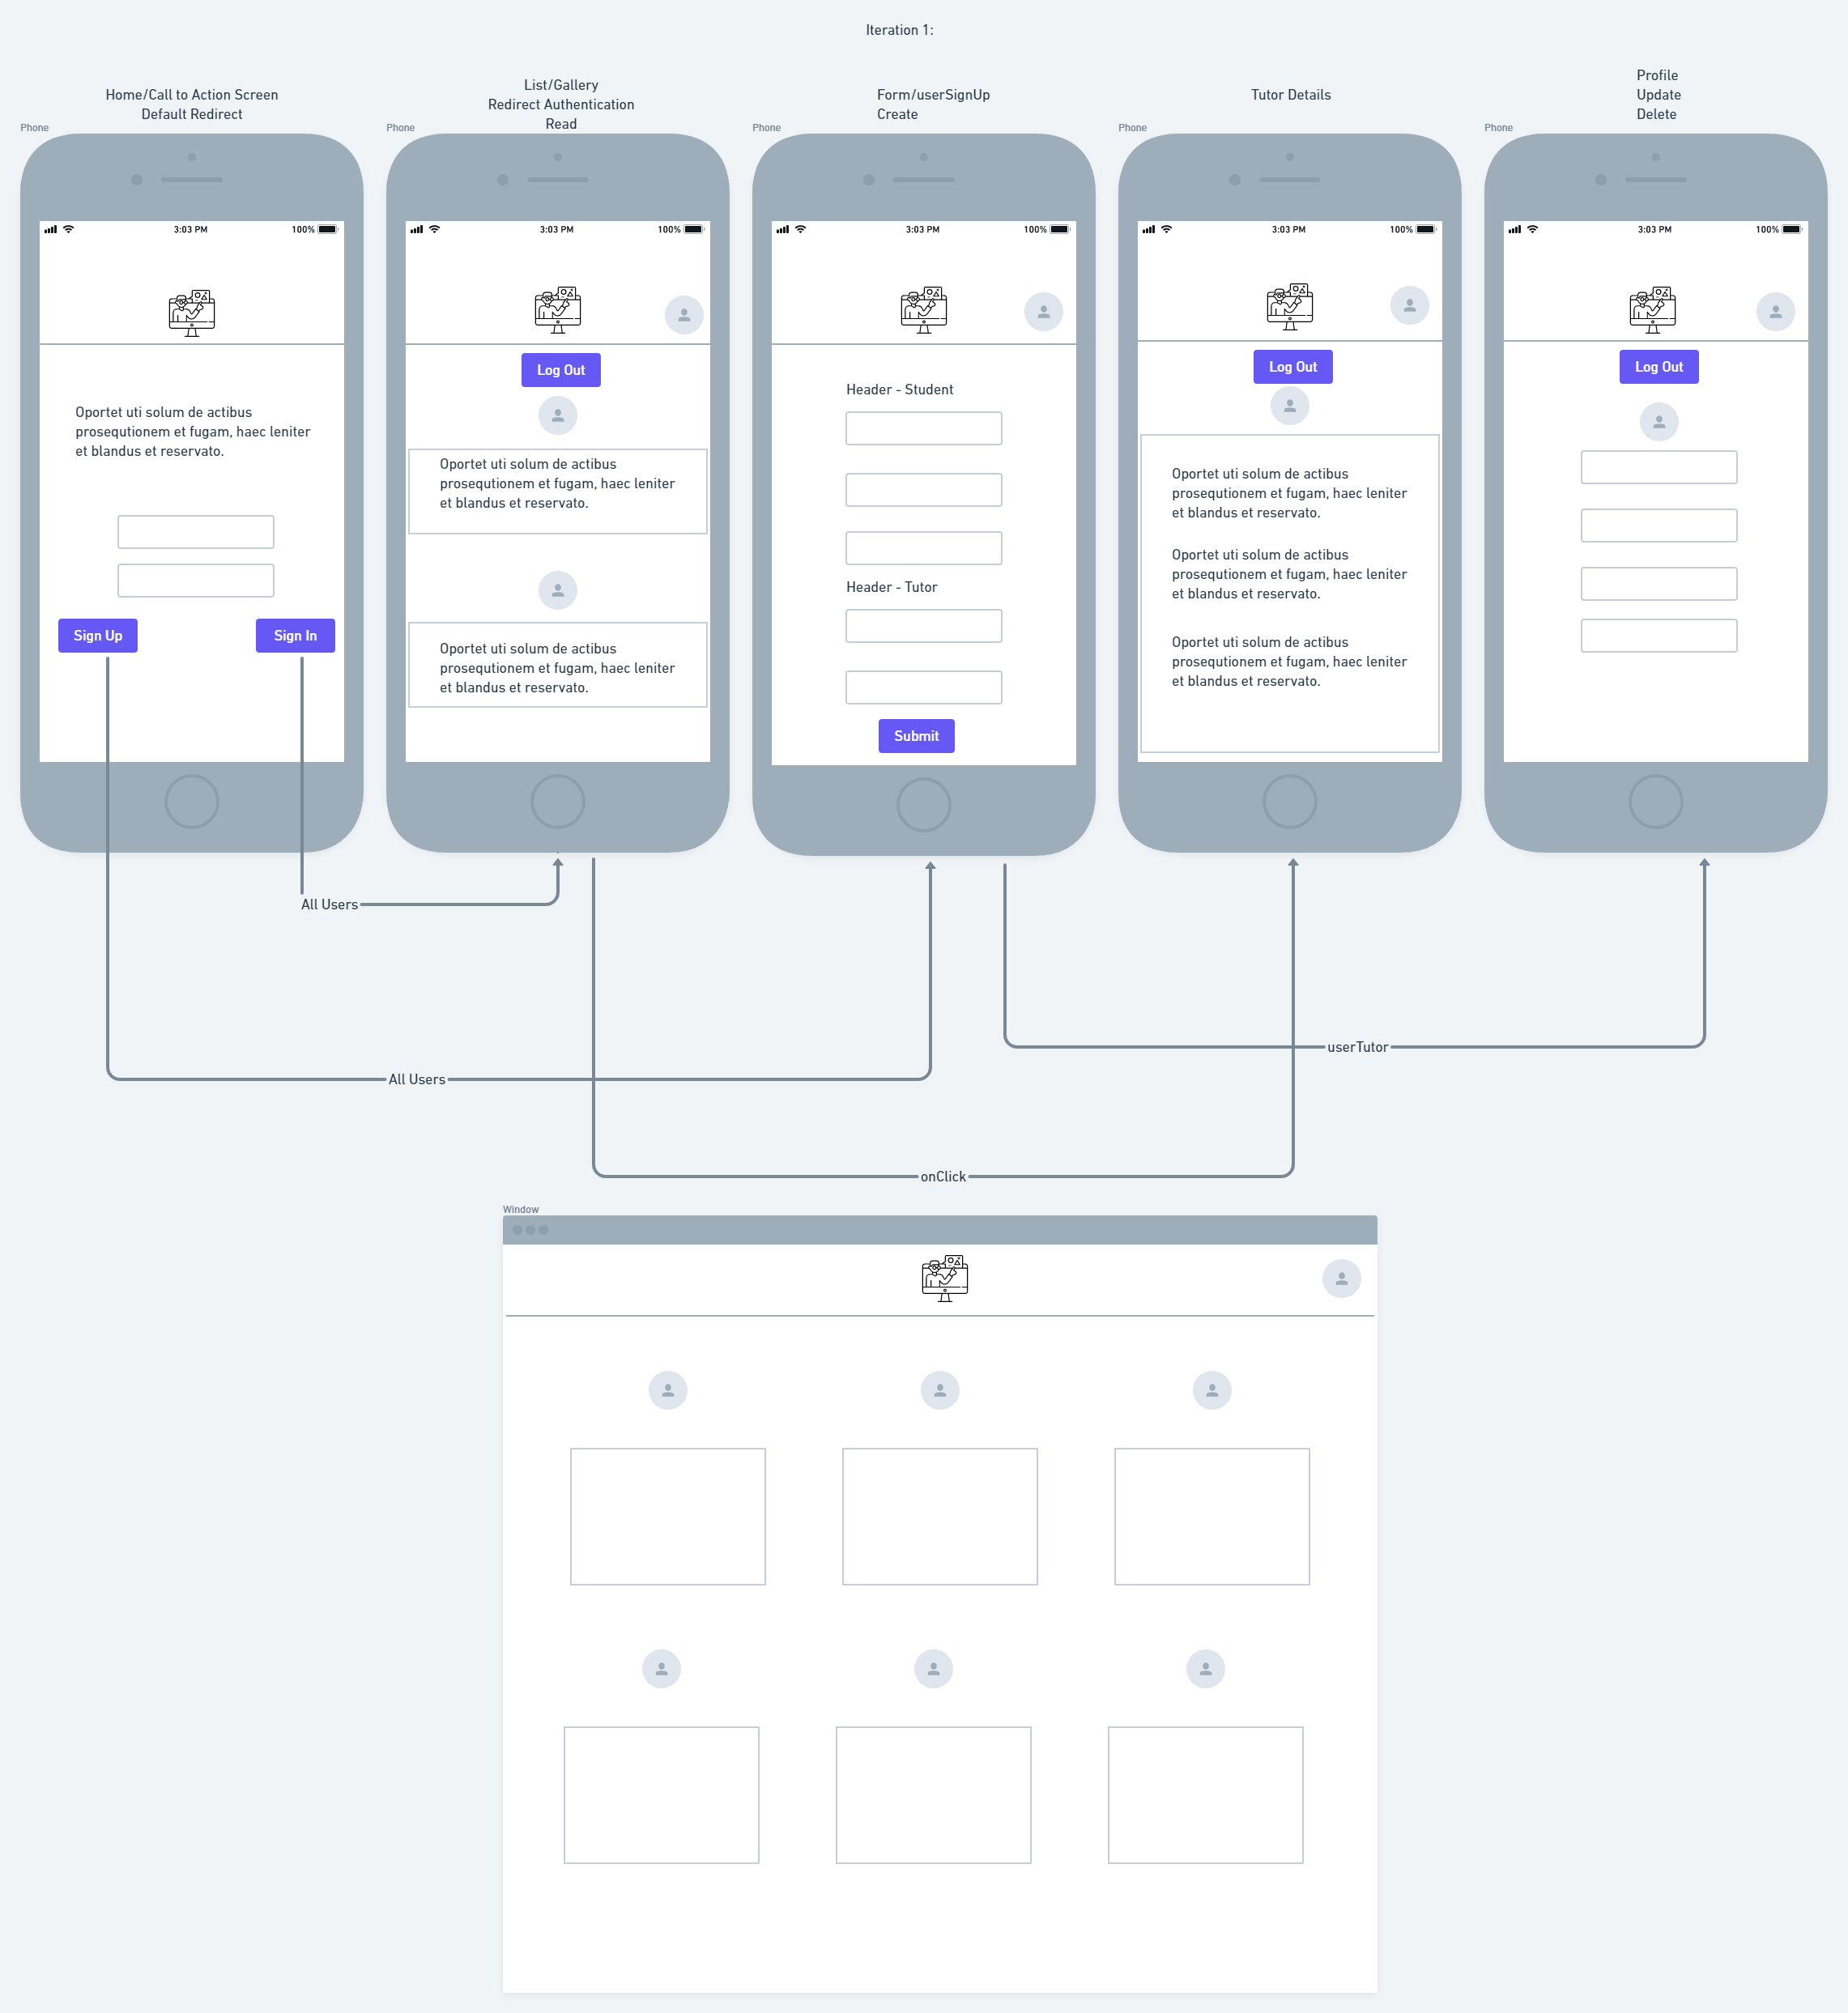 Iteration 1:
Home/Call to Action Screen
Default Redirect
List/Gallery
Redirect Authentication
Read
Form/userSignUp
Create
Tutor Details
Profile
Update
Delete
Phone
3:03 PM
100%
Oportet uti solum de actibus
prosequtionem et fugam, haec leniter
et blandus et reservato.
Sign Up
Sign In
Phone
3:03 PM
100%
Log Out
Oportet uti solum de actibus
prosequtionem et fugam, haec leniter
et blandus et reservato.
Oportet uti solum de actibus
prosequtionem et fugam, haec leniter
et blandus et reservato.
Phone
3:03 PM
100%
Header - Student
Header - Tutor
Submit
Phone
3:03 PM
100%
Log Out
Oportet uti solum de actibus
prosequtionem et fugam, haec leniter
et blandus et reservato.
Oportet uti solum de actibus
prosequtionem et fugam, haec leniter
et blandus et reservato.
Oportet uti solum de actibus
prosequtionem et fugam, haec leniter
et blandus et reservato.
Phone
3:03 PM
100%
Log Out
All Users
userTutor
All Users
onClick
Window